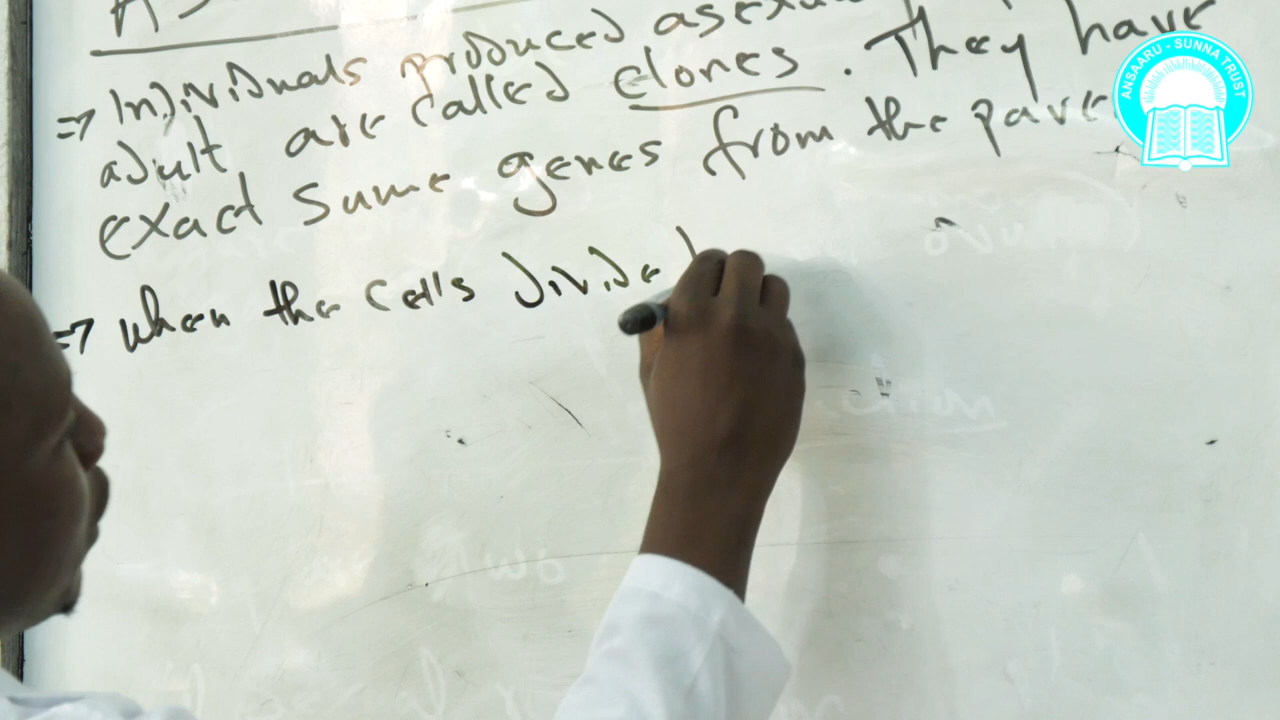 ⇒ Individuals produced asexua
adult are called clones. They have
exact same genes from the pare
⇒ when the cells divide
ANSAARU - SUNNA TRUST